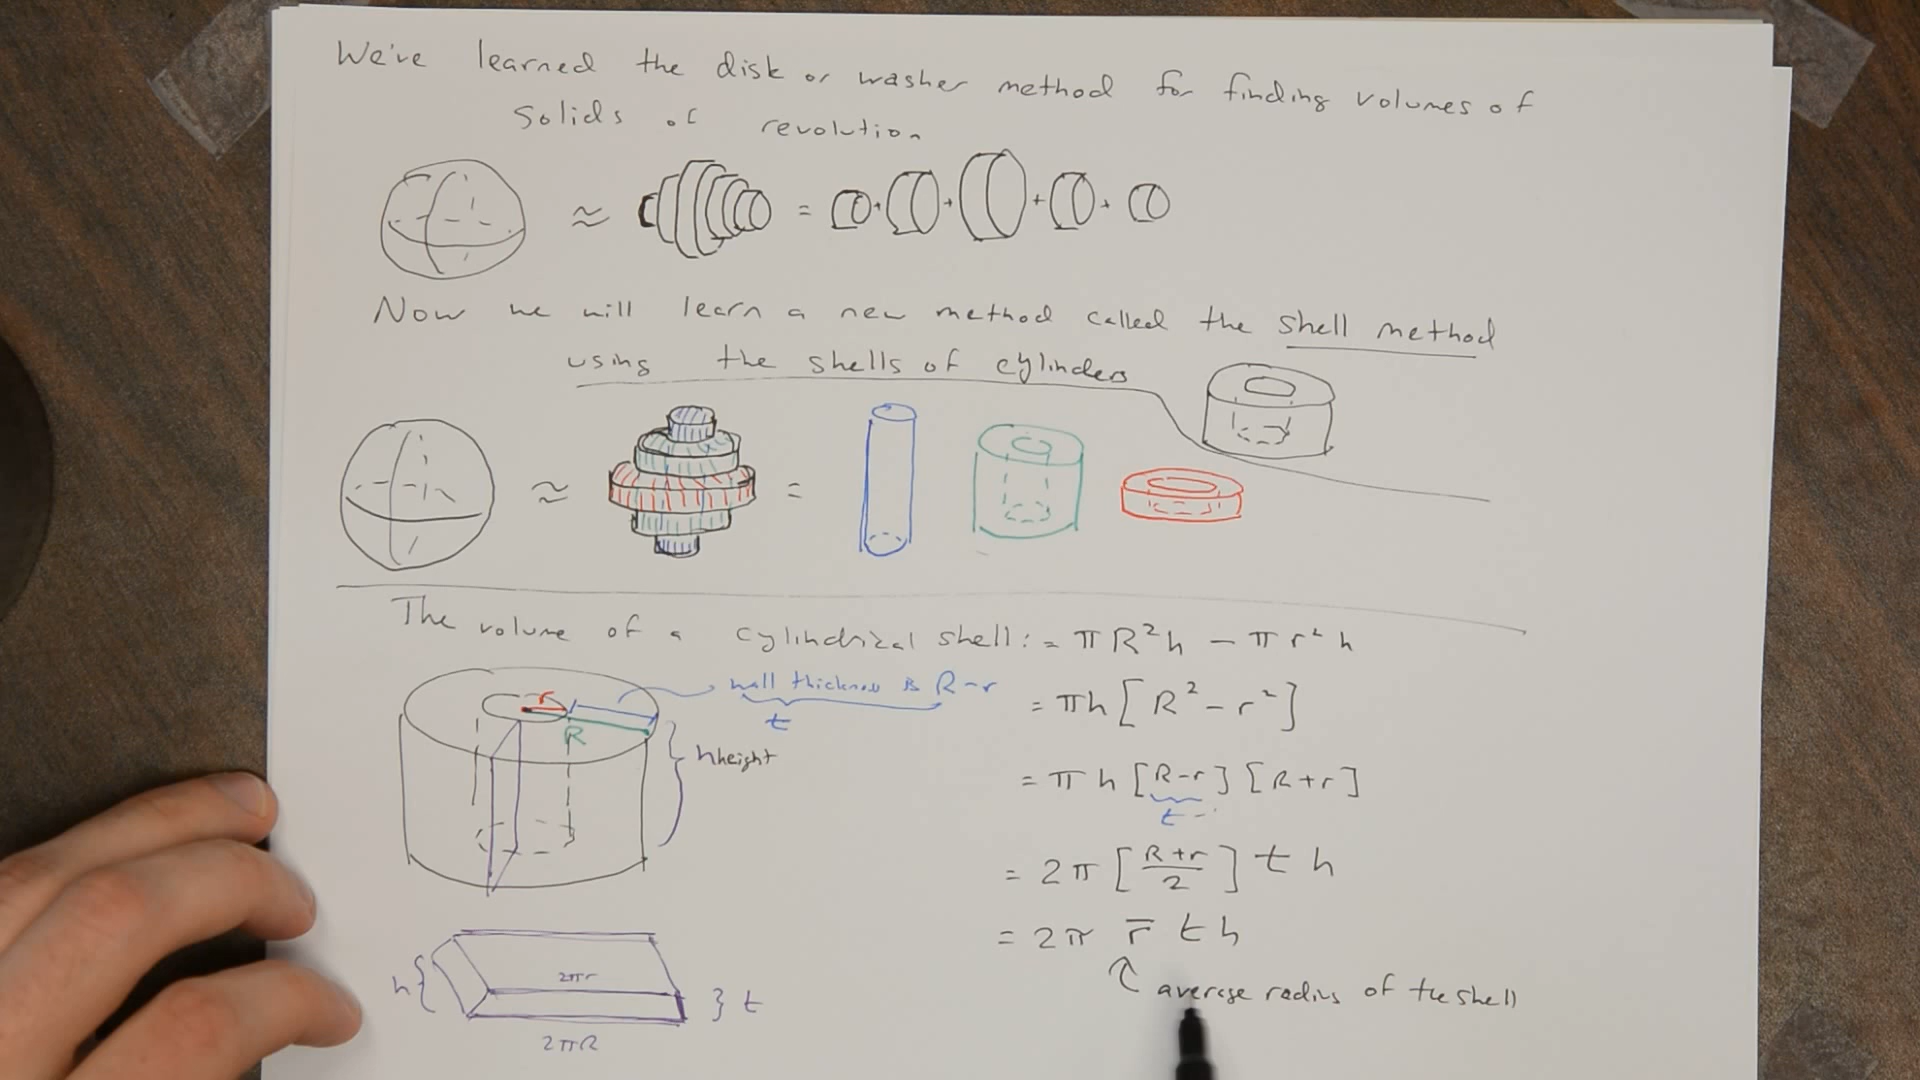 We've learned the disk or washer method for finding volumes of
solids of revolution
≈ = + + + +
Now we will learn a new method called the shell method
using the shells of cylinders
≈ =
The volume of a cylindrical shell: = πR²h − πr²h
r
R
wall thickness is R−r
t
h height
= πh[R²−r²]
= πh[R−r][R+r]
t
= 2π[(R+r)/2] t h
= 2π r̄ t h
average radius of the shell
h{ 2πr } t
2πR